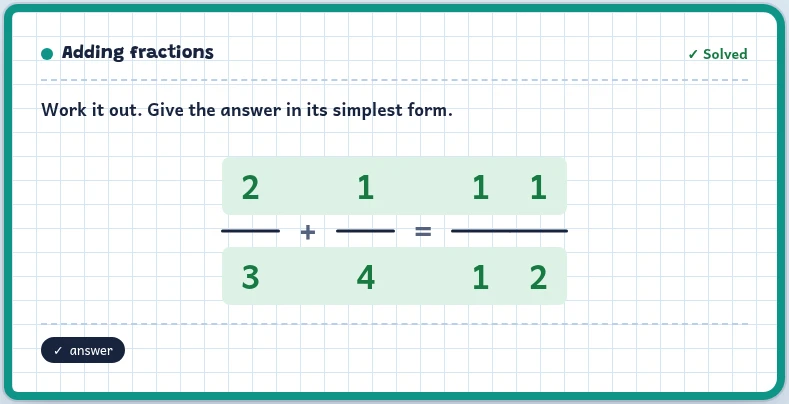 Adding fractions
✓ Solved
Work it out. Give the answer in its simplest form.
2 1 1 1
+ =
3 4 1 2
✓ answer